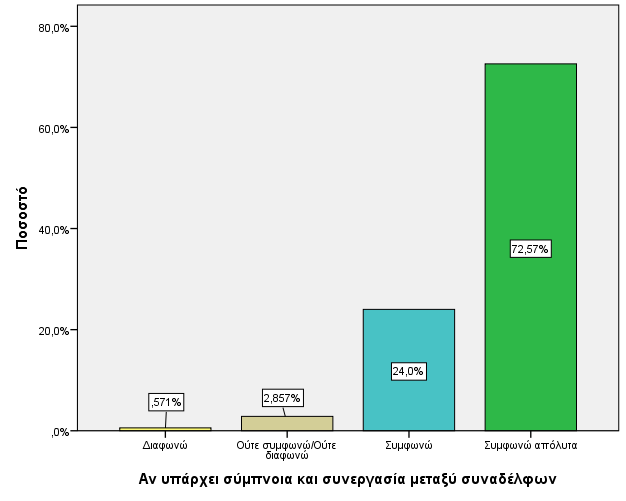 80,0%
60,0%
40,0%
20,0%
,0%
Ποσοστό
,571%
2,857%
24,0%
72,57%
Διαφωνώ
Ούτε συμφωνώ/Ούτε
διαφωνώ
Συμφωνώ
Συμφωνώ απόλυτα
Αν υπάρχει σύμπνοια και συνεργασία μεταξύ συναδέλφων